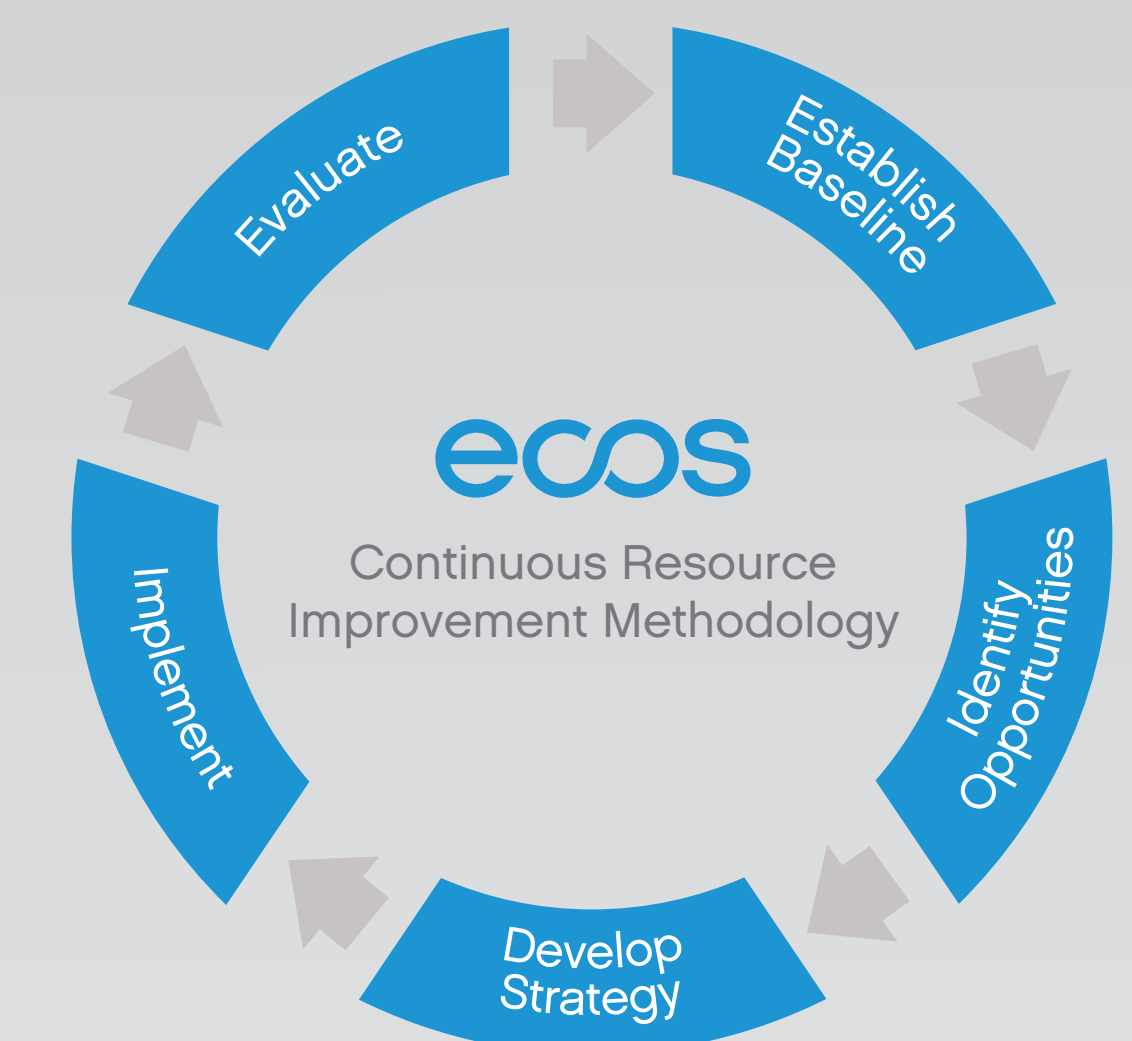 Evaluate
Establish
Baseline
ecos
Continuous Resource
Improvement Methodology
Identify
Opportunities
Implement
Develop
Strategy